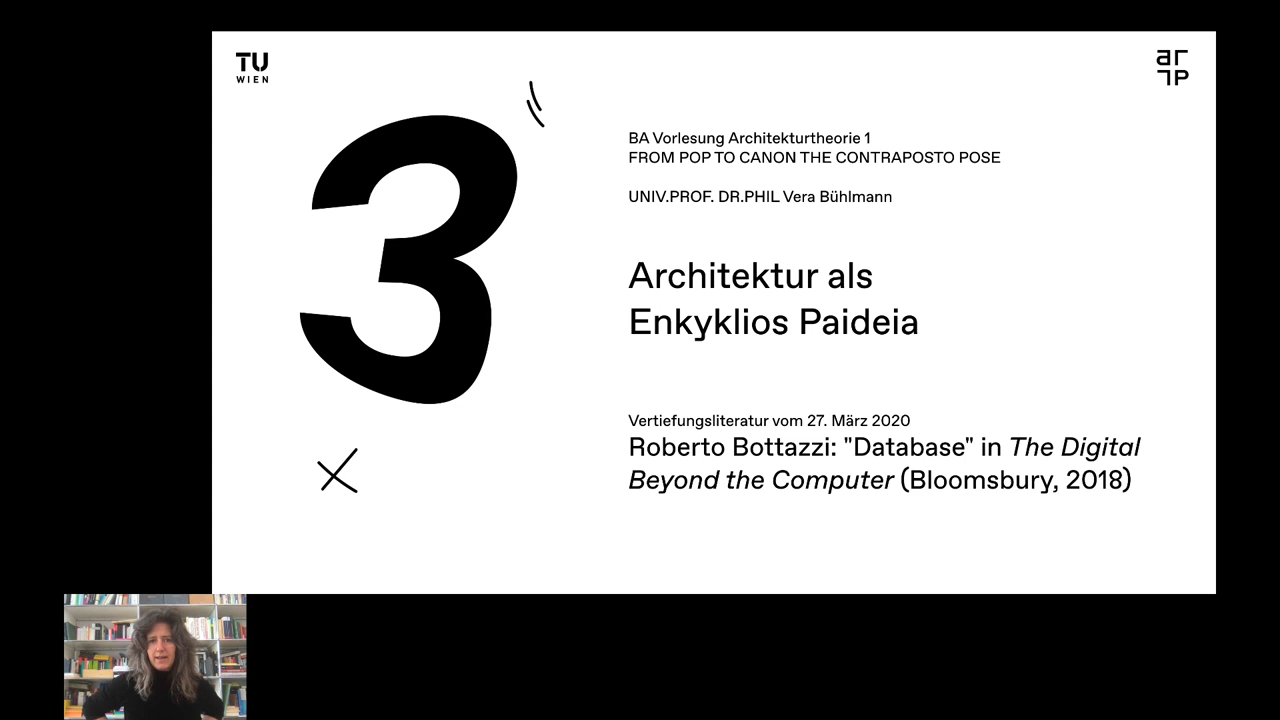 TU
WIEN
ar
P
3
BA Vorlesung Architekturtheorie 1
FROM POP TO CANON THE CONTRAPOSTO POSE
UNIV.PROF. DR.PHIL Vera Bühlmann
Architektur als
Enkyklios Paideia
Vertiefungsliteratur vom 27. März 2020
Roberto Bottazzi: "Database" in The Digital
Beyond the Computer (Bloomsbury, 2018)